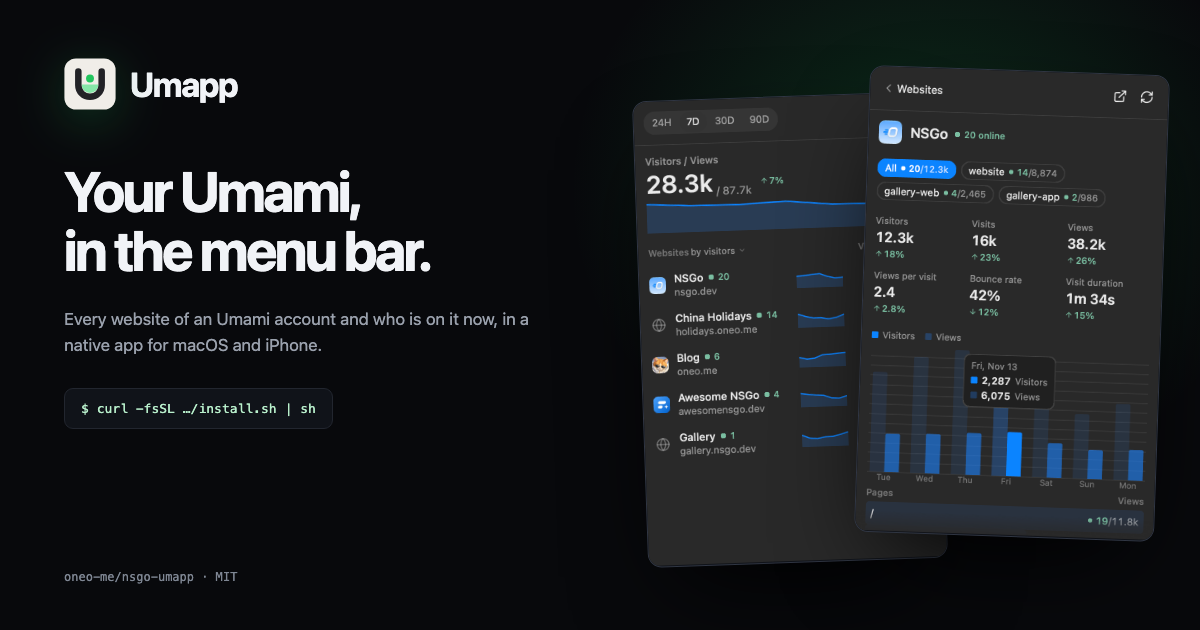 Umapp
Your Umami,
in the menu bar.
Every website of an Umami account and who is on it now, in a
native app for macOS and iPhone.
$ curl -fsSL …/install.sh | sh
oneo-me/nsgo-umapp · MIT
24H 7D 30D 90D
Visitors / Views
28.3k / 87.7k ↑ 7%
Websites by visitors
V
NSGo 20
nsgo.dev
China Holidays 14
holidays.oneo.me
Blog 6
oneo.me
Awesome NSGo 4
awesomensgo.dev
Gallery 1
gallery.nsgo.dev
Websites
NSGo 20 online
All 20/12.3k website 14/8,874
gallery-web 4/2,465 gallery-app 2/986
Visitors Visits Views
12.3k 16k 38.2k
↑ 18% ↑ 23% ↑ 26%
Views per visit Bounce rate Visit duration
2.4 42% 1m 34s
↑ 2.8% ↓ 12% ↑ 15%
Visitors Views
Fri, Nov 13
2,287 Visitors
6,075 Views
Tue Wed Thu Fri Sat Sun Mon
Pages Views
/ 19/11.8k